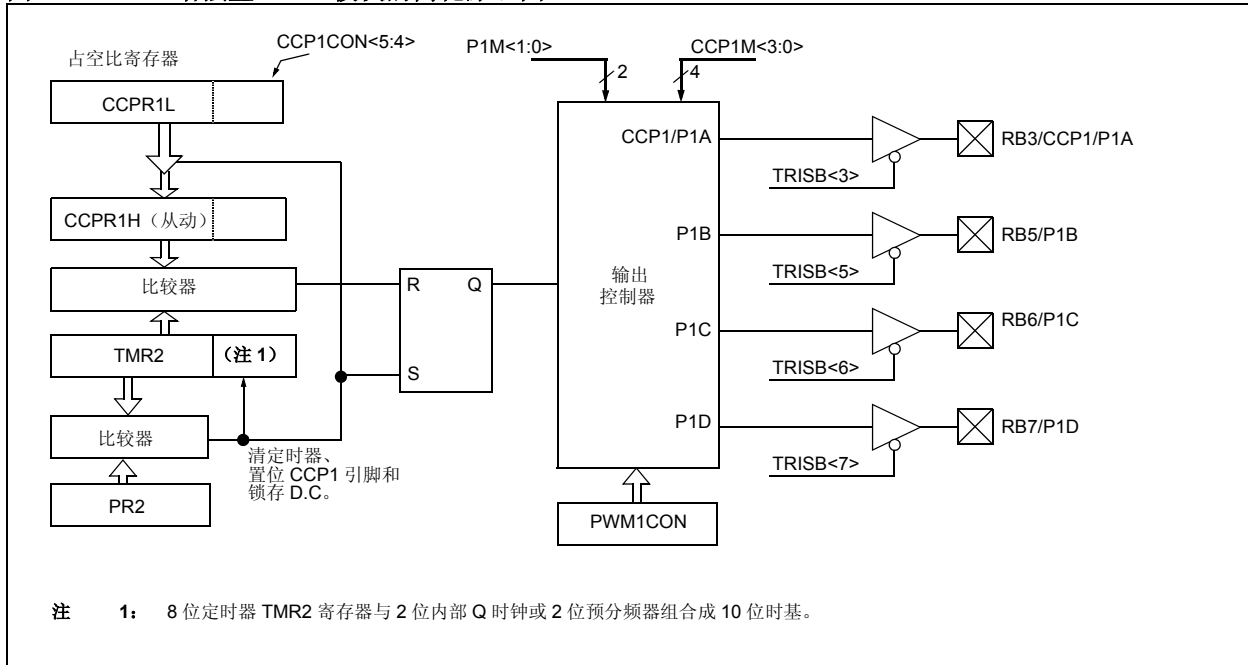 CCP1CON<5:4>
占空比寄存器
CCPR1L
CCPR1H（从动）
比较器
TMR2
（注 1）
比较器
PR2
清定时器、
置位 CCP1 引脚和
锁存 D.C。
R
Q
S
P1M<1:0>
2
CCP1M<3:0>
4
输出
控制器
CCP1/P1A
TRISB<3>
RB3/CCP1/P1A
P1B
TRISB<5>
RB5/P1B
P1C
TRISB<6>
RB6/P1C
P1D
TRISB<7>
RB7/P1D
PWM1CON
注 1： 8 位定时器 TMR2 寄存器与 2 位内部 Q 时钟或 2 位预分频器组合成 10 位时基。